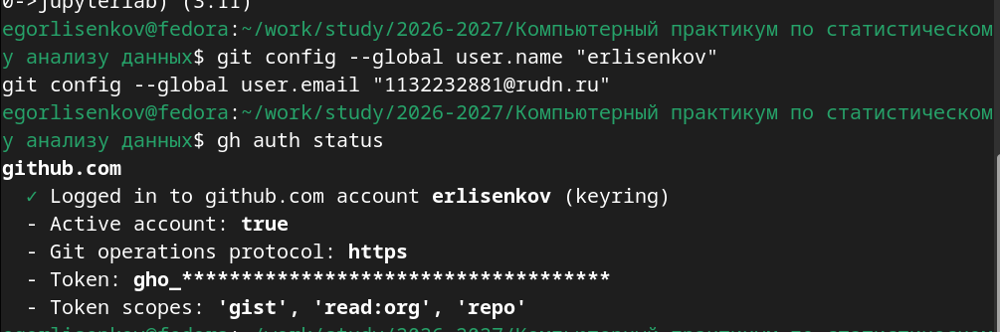 0->jupyterlab) (3.11)
egorlisenkov@fedora:~/work/study/2026-2027/Компьютерный практикум по статистическом
у анализу данных$ git config --global user.name "erlisenkov"
git config --global user.email "1132232881@rudn.ru"
egorlisenkov@fedora:~/work/study/2026-2027/Компьютерный практикум по статистическом
у анализу данных$ gh auth status
github.com
✓ Logged in to github.com account erlisenkov (keyring)
- Active account: true
- Git operations protocol: https
- Token: gho_************************************
- Token scopes: 'gist', 'read:org', 'repo'
egorlisenkov@fedora:~/work/study/2026-2027/Компьютерный практикум по статистическом